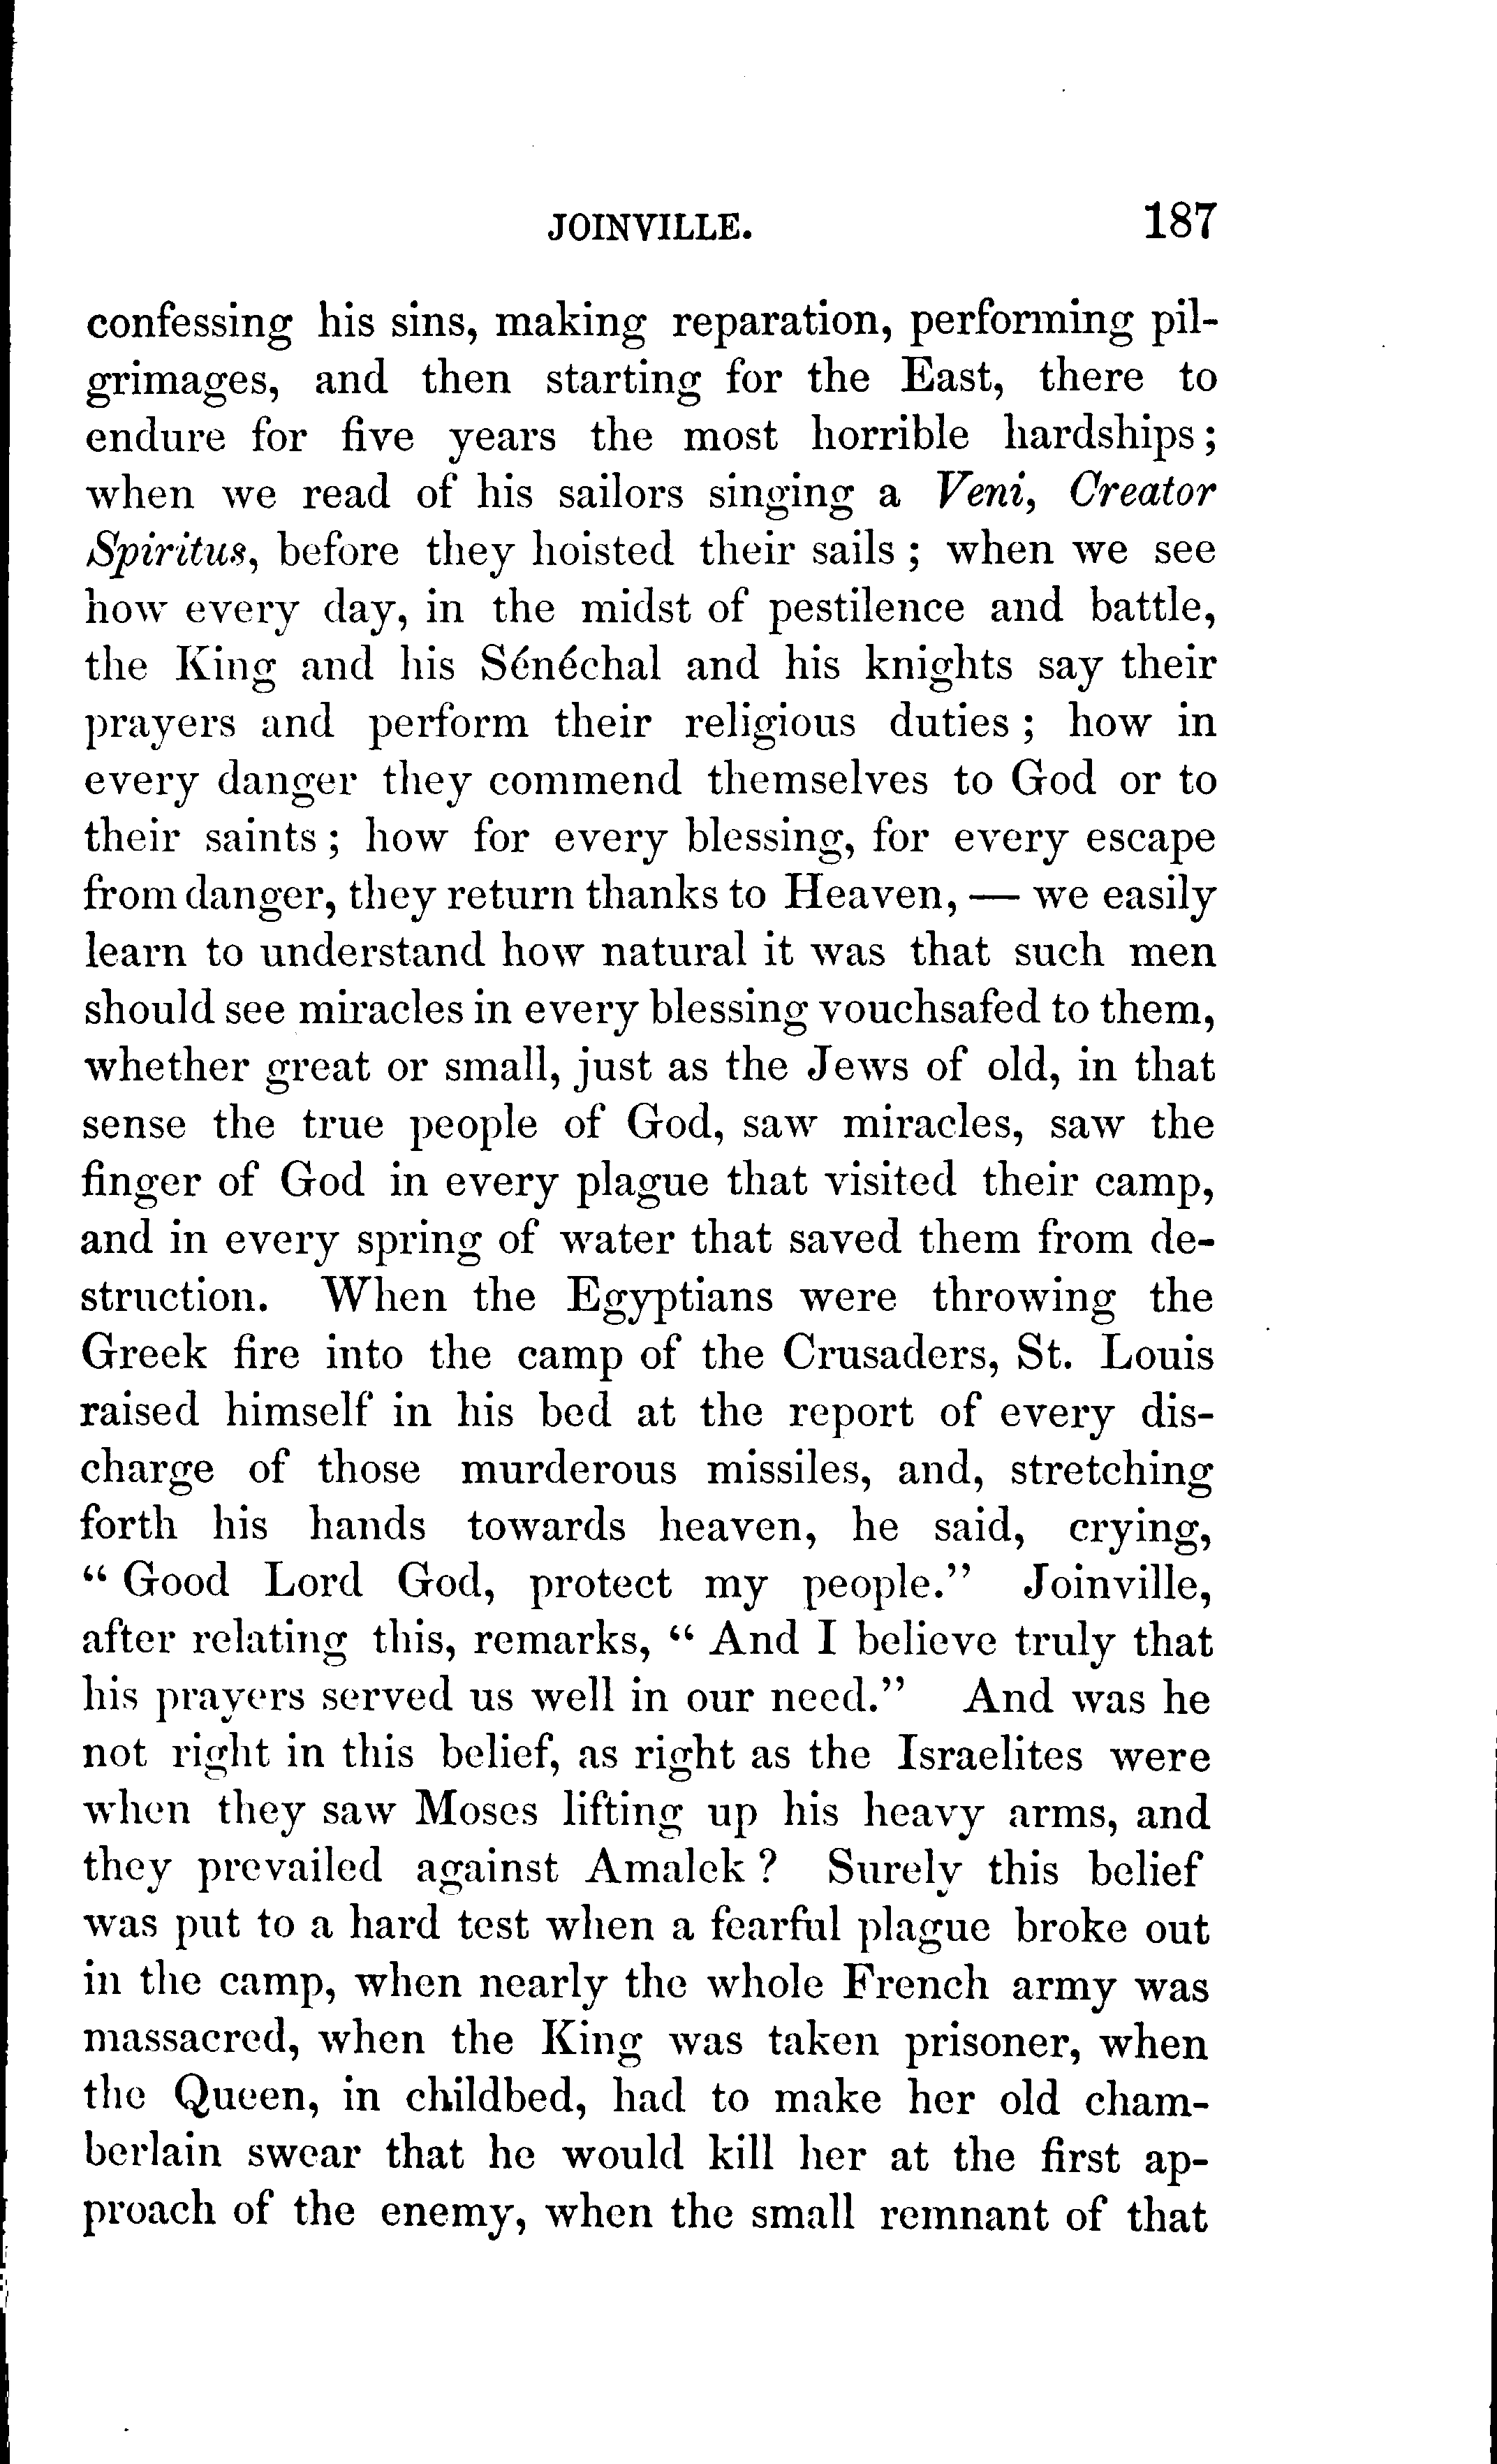 JOINVILLE. 187
confessing his sins, making reparation, performing pil-
grimages, and then starting for the East, there to
endure for five years the most horrible hardships;
when we read of his sailors singing a Veni, Creator
Spiritus, before they hoisted their sails ; when we see
how every day, in the midst of pestilence and battle,
the King and his Sénéchal and his knights say their
prayers and perform their religious duties ; how in
every danger they commend themselves to God or to
their saints ; how for every blessing, for every escape
from danger, they return thanks to Heaven, — we easily
learn to understand how natural it was that such men
should see miracles in every blessing vouchsafed to them,
whether great or small, just as the Jews of old, in that
sense the true people of God, saw miracles, saw the
finger of God in every plague that visited their camp,
and in every spring of water that saved them from de-
struction. When the Egyptians were throwing the
Greek fire into the camp of the Crusaders, St. Louis
raised himself in his bed at the report of every dis-
charge of those murderous missiles, and, stretching
forth his hands towards heaven, he said, crying,
“ Good Lord God, protect my people.” Joinville,
after relating this, remarks, “ And I believe truly that
his prayers served us well in our need.” And was he
not right in this belief, as right as the Israelites were
when they saw Moses lifting up his heavy arms, and
they prevailed against Amalek ? Surely this belief
was put to a hard test when a fearful plague broke out
in the camp, when nearly the whole French army was
massacred, when the King was taken prisoner, when
the Queen, in childbed, had to make her old cham-
berlain swear that he would kill her at the first ap-
proach of the enemy, when the small remnant of that